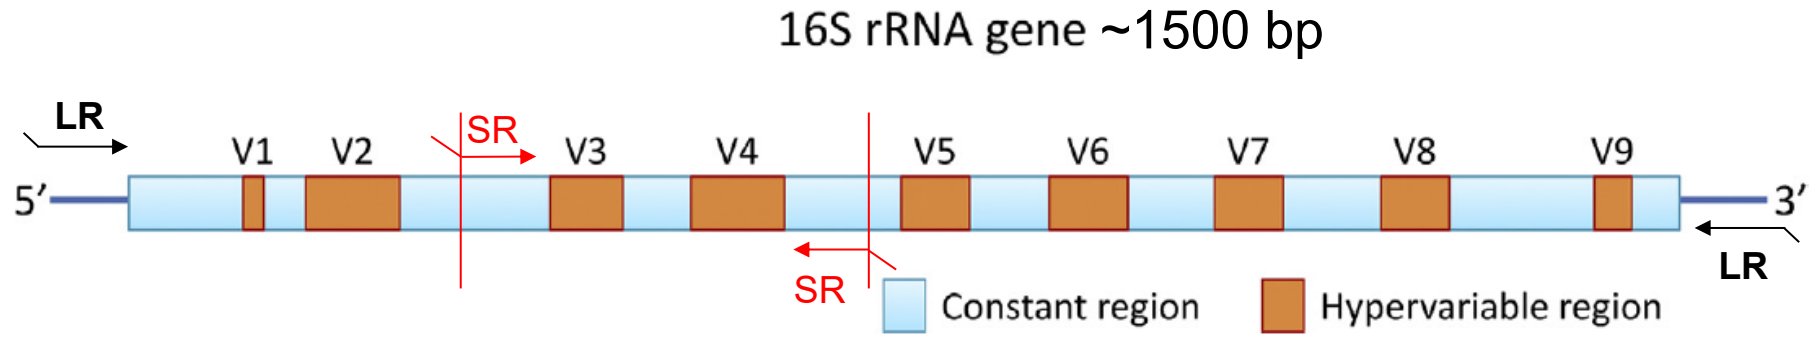 16S rRNA gene ~1500 bp
LR
SR
V1 V2 V3 V4 V5 V6 V7 V8 V9
5′ 3′
SR
LR
Constant region Hypervariable region